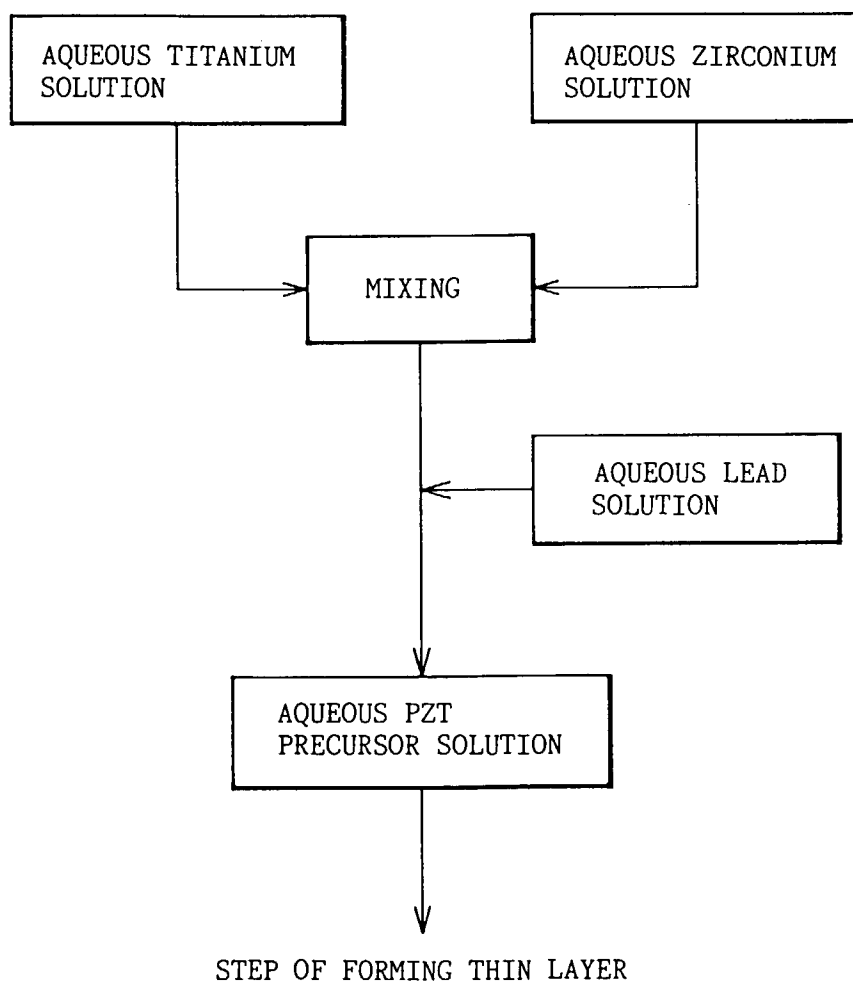 AQUEOUS TITANIUM
SOLUTION
AQUEOUS ZIRCONIUM
SOLUTION
MIXING
AQUEOUS LEAD
SOLUTION
AQUEOUS PZT
PRECURSOR SOLUTION
STEP OF FORMING THIN LAYER